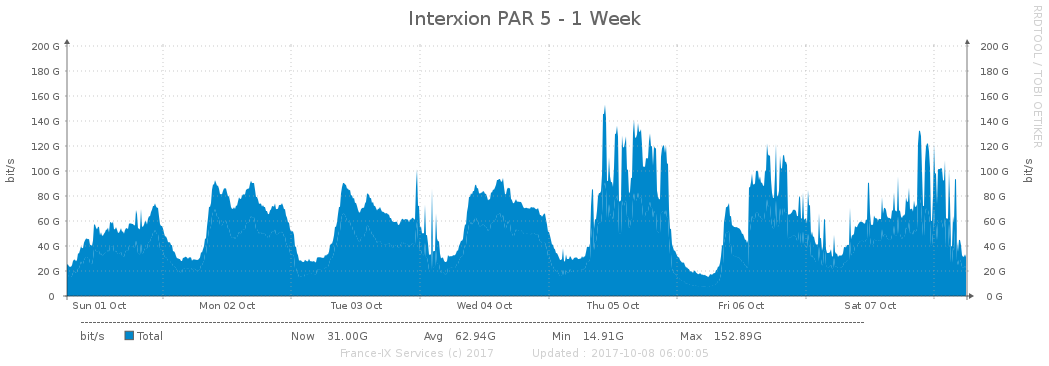 Interxion PAR 5 - 1 Week
RRDTOOL / TOBI OETIKER
200 G 200 G
180 G 180 G
160 G 160 G
140 G 140 G
120 G 120 G
100 G 100 G
80 G 80 G
60 G 60 G
40 G 40 G
20 G 20 G
0 0 G
bit/s
bit/s
Sun 01 Oct Mon 02 Oct Tue 03 Oct Wed 04 Oct Thu 05 Oct Fri 06 Oct Sat 07 Oct
bit/s Total Now 31.00G Avg 62.94G Min 14.91G Max 152.89G
France-IX Services (c) 2017 Updated : 2017-10-08 06:00:05